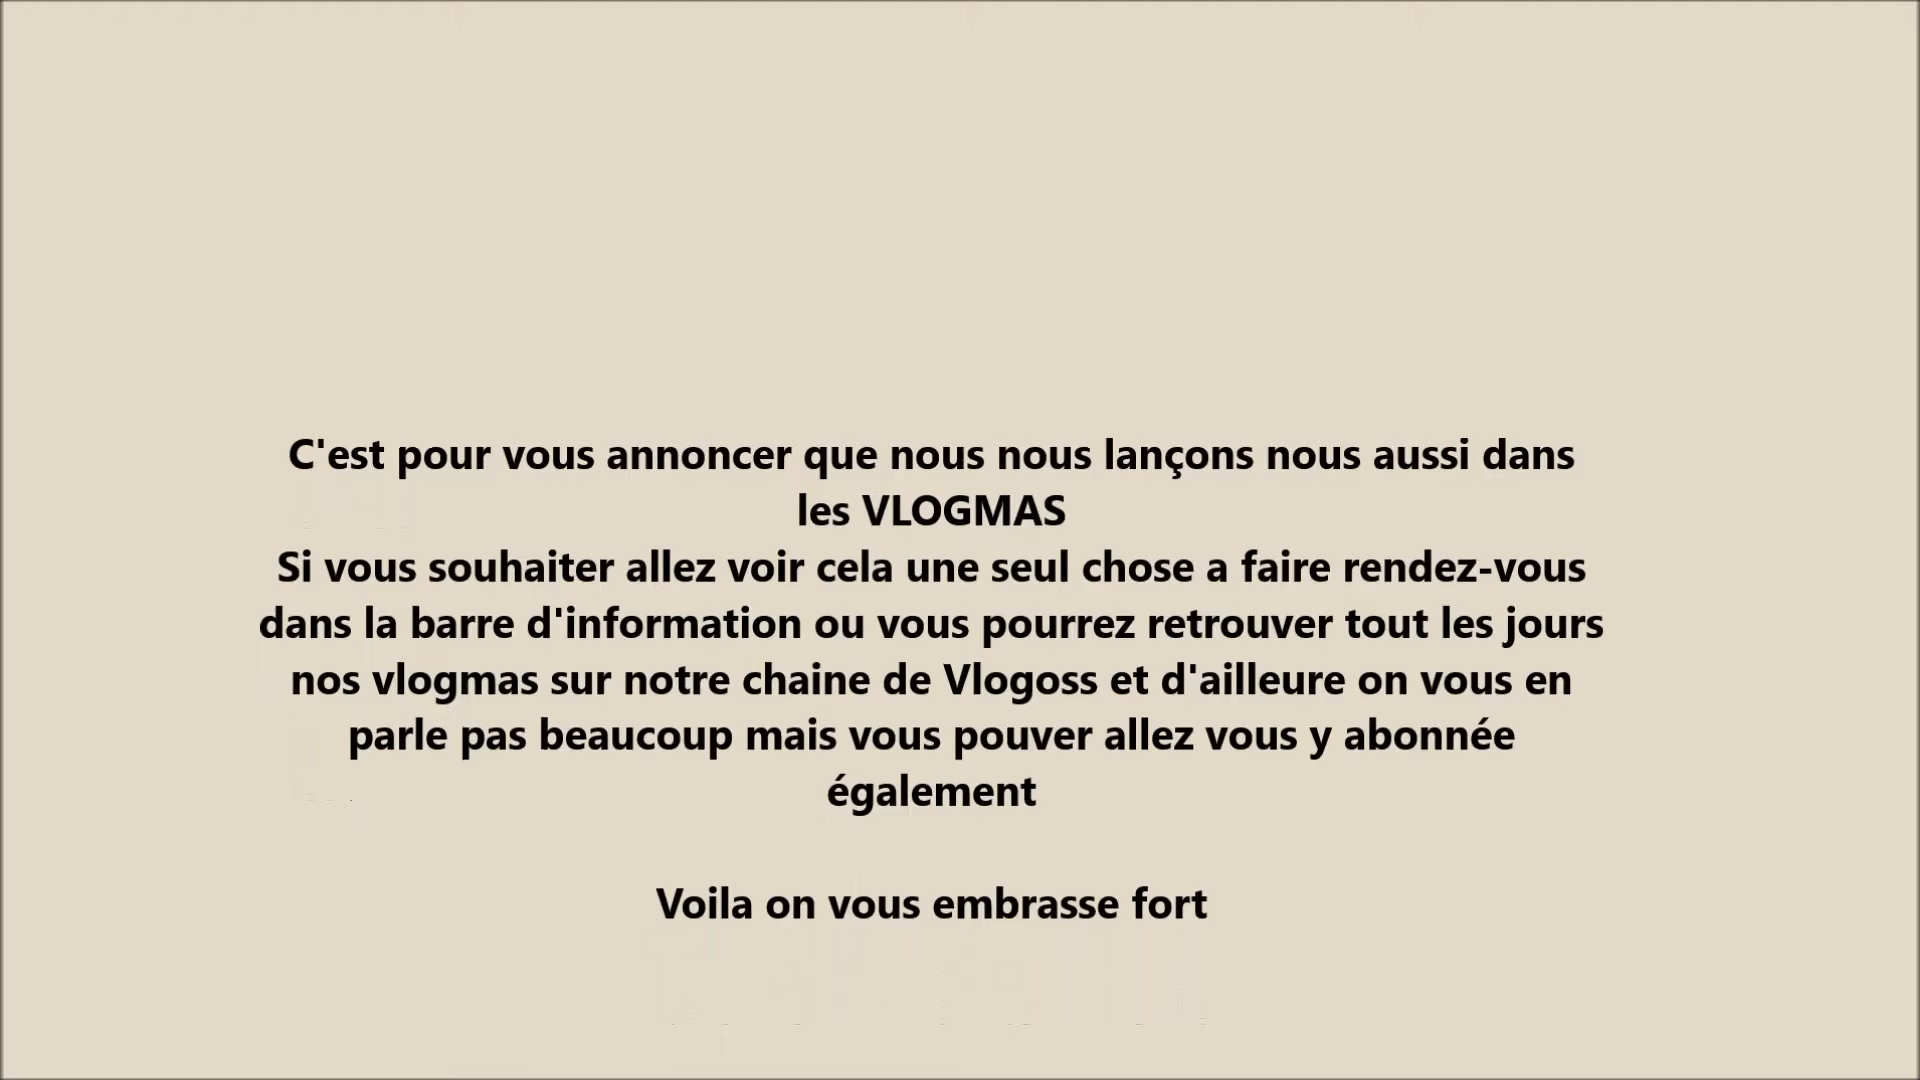 C'est pour vous annoncer que nous nous lançons nous aussi dans
les VLOGMAS
Si vous souhaiter allez voir cela une seul chose a faire rendez-vous
dans la barre d'information ou vous pourrez retrouver tout les jours
nos vlogmas sur notre chaine de Vlogoss et d'ailleure on vous en
parle pas beaucoup mais vous pouver allez vous y abonnée
également
Voila on vous embrasse fort